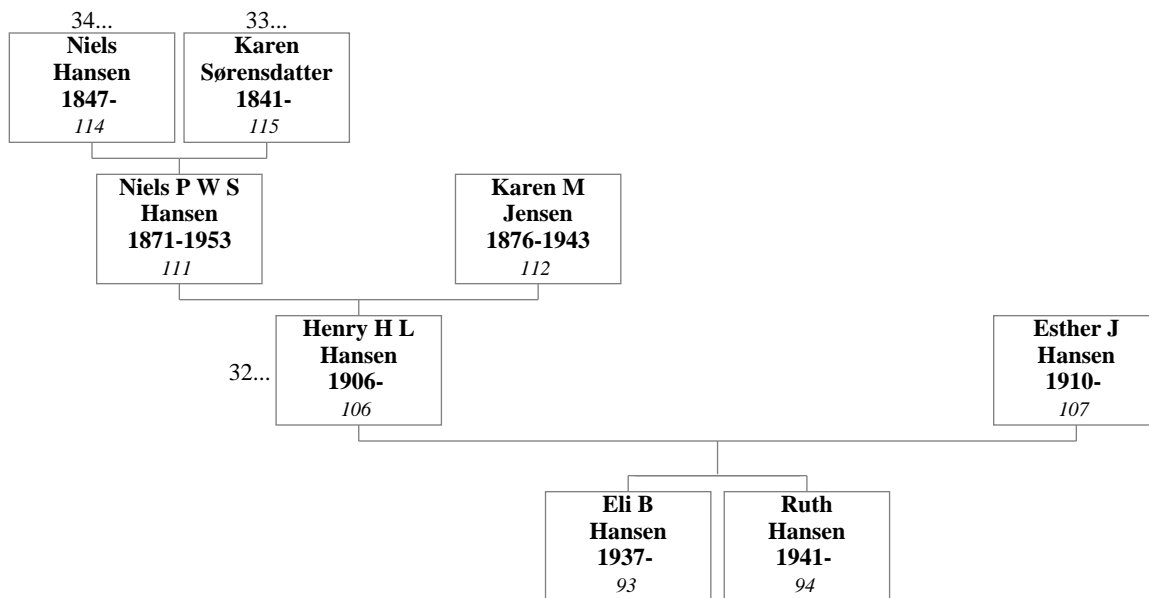 34...
Niels
Hansen
1847-
114
33...
Karen
Sørensdatter
1841-
115
Niels P W S
Hansen
1871-1953
111
Karen M
Jensen
1876-1943
112
32...
Henry H L
Hansen
1906-
106
Esther J
Hansen
1910-
107
Eli B
Hansen
1937-
93
Ruth
Hansen
1941-
94